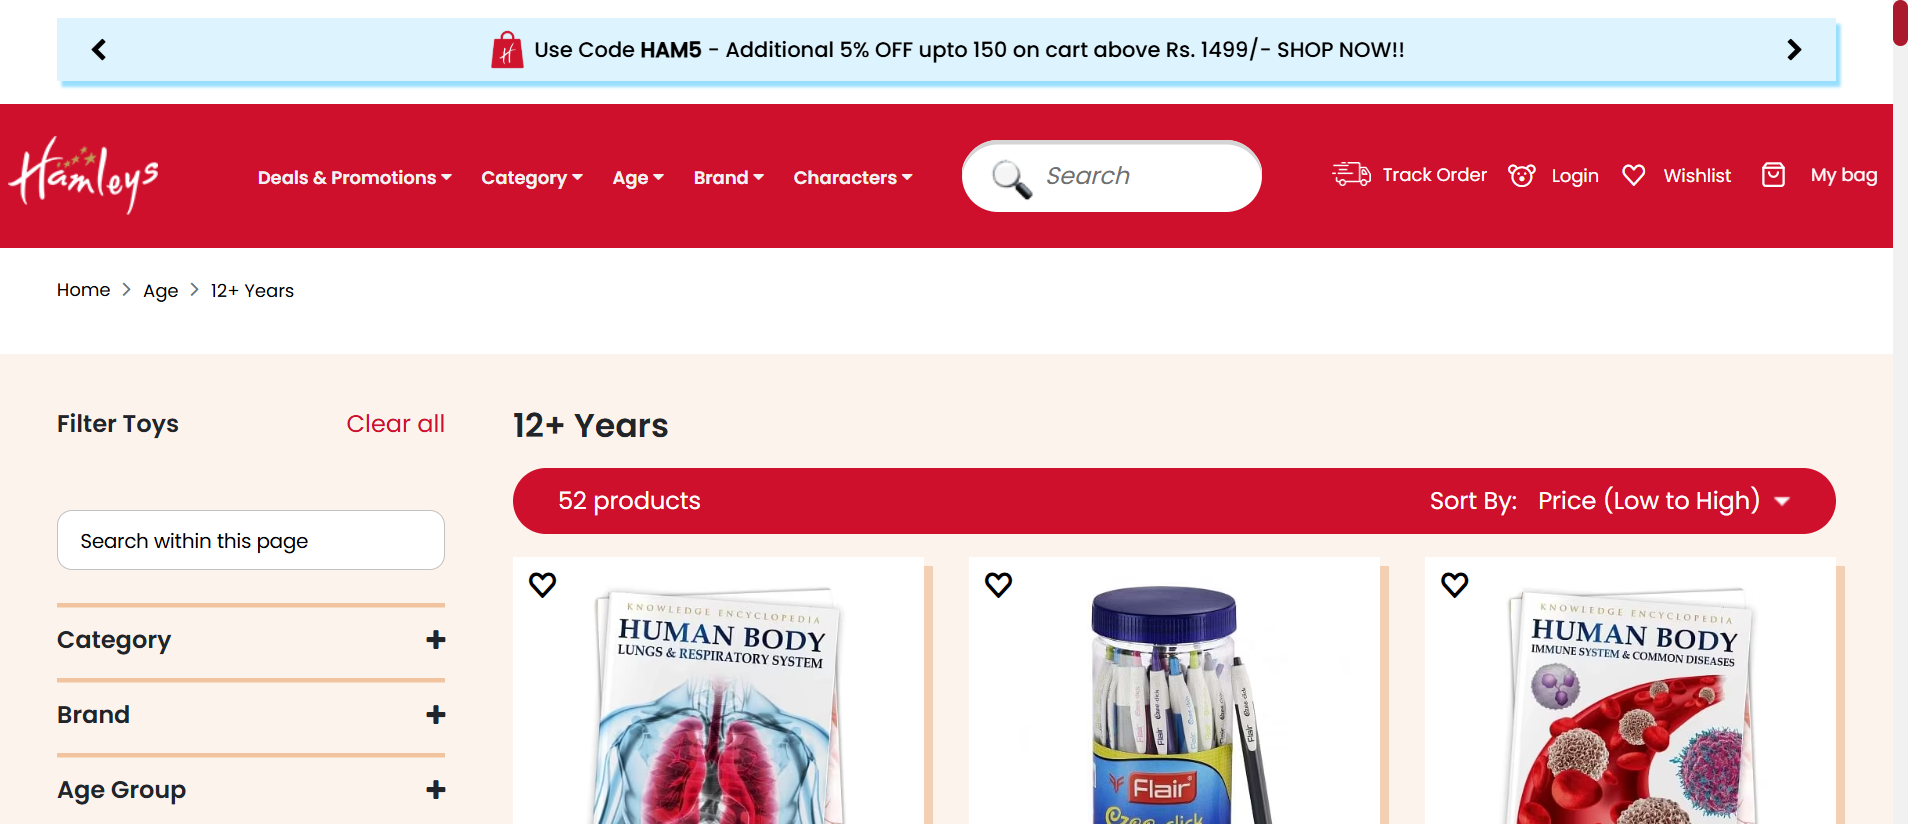 Use Code HAM5 - Additional 5% OFF upto 150 on cart above Rs. 1499/- SHOP NOW!!
Hamleys
Deals & Promotions
Category
Age
Brand
Characters
Search
Track Order
Login
Wishlist
My bag
Home
Age
12+ Years
Filter Toys
Clear all
12+ Years
52 products
Sort By: Price (Low to High)
Search within this page
Category
Brand
Age Group
KNOWLEDGE ENCYCLOPEDIA
HUMAN BODY
LUNGS & RESPIRATORY SYSTEM
Flair
Ezee click
KNOWLEDGE ENCYCLOPEDIA
HUMAN BODY
IMMUNE SYSTEM & COMMON DISEASES